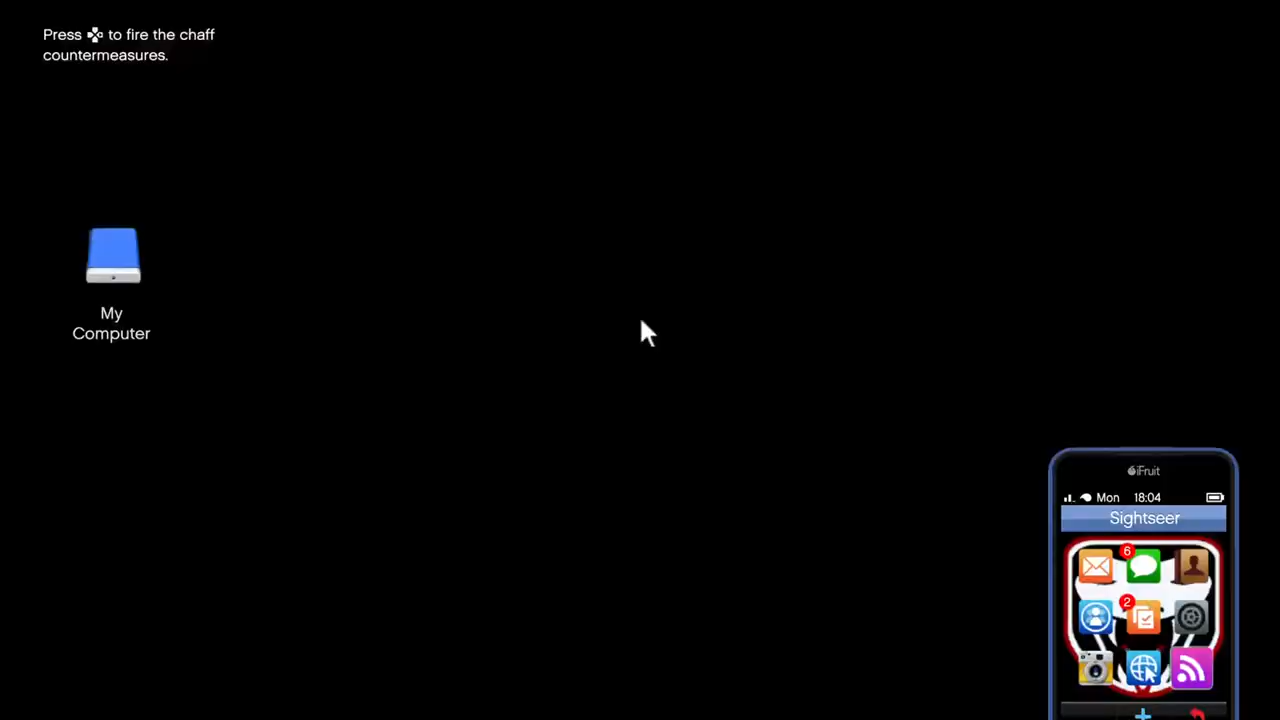 Press to fire the chaff
countermeasures.
My
Computer
iFruit
Mon 18:04
Sightseer
6
2